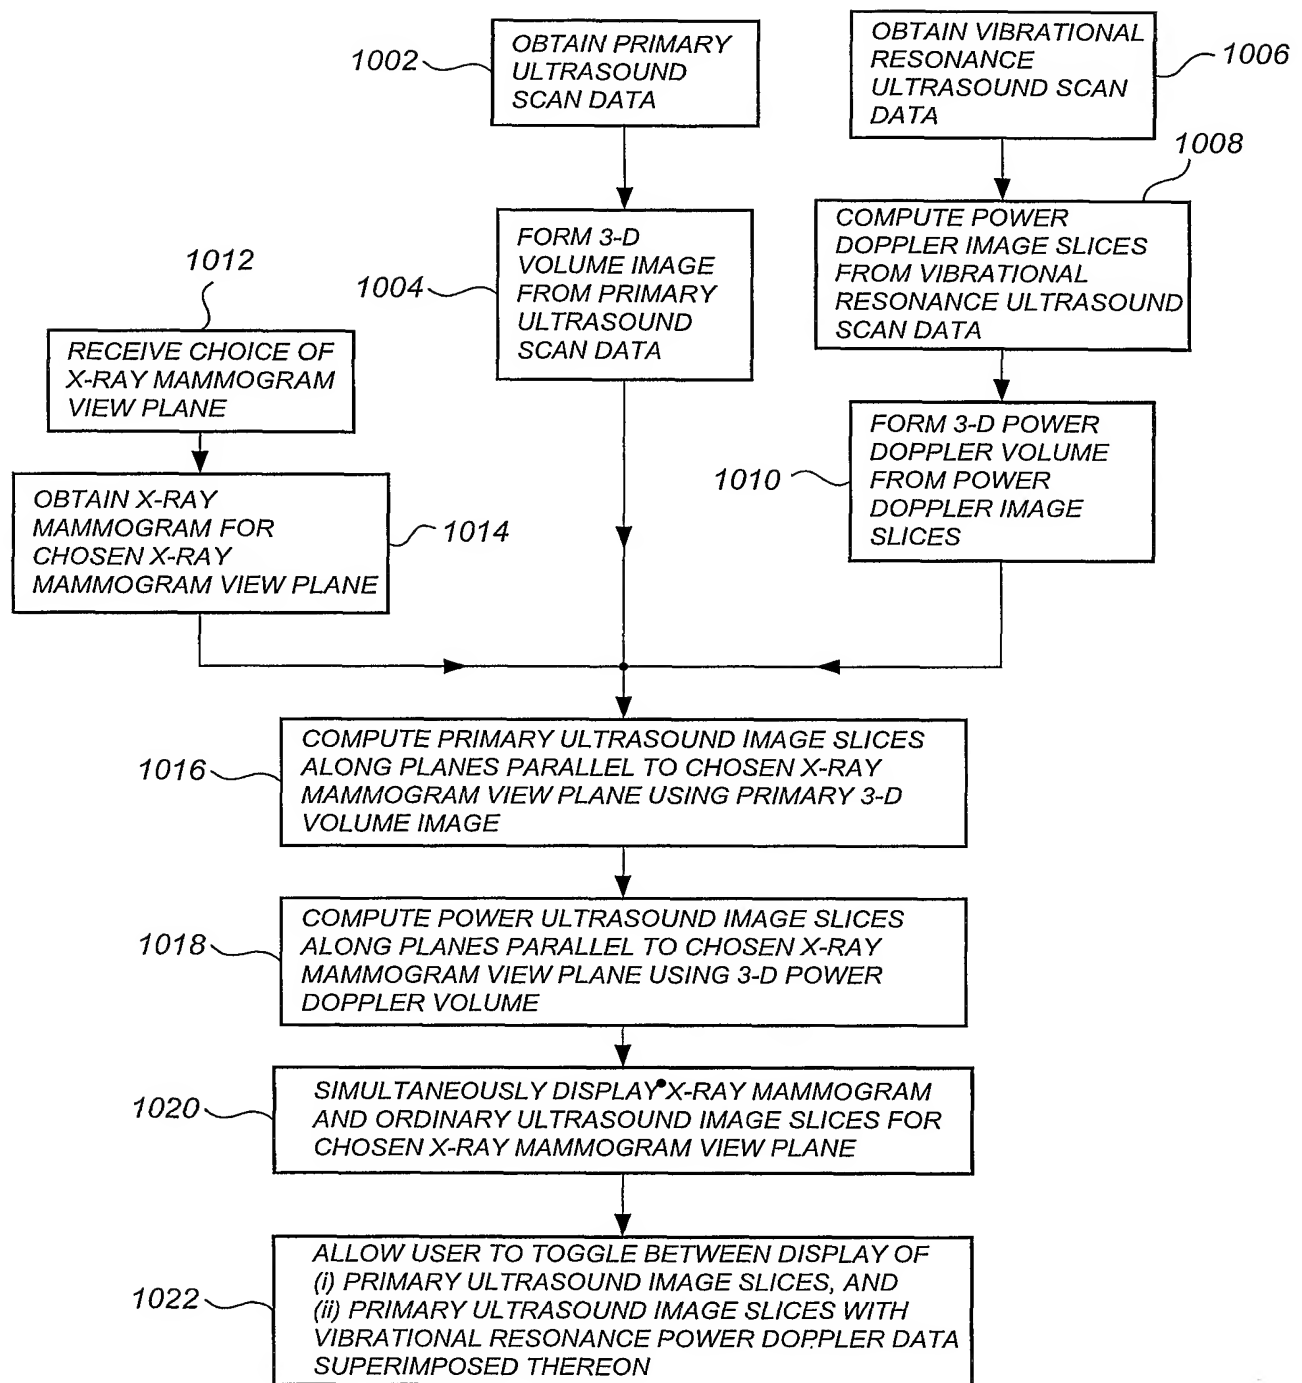 1002
OBTAIN PRIMARY
ULTRASOUND
SCAN DATA
OBTAIN VIBRATIONAL
RESONANCE
ULTRASOUND SCAN
DATA
1006
1008
1004
FORM 3-D
VOLUME IMAGE
FROM PRIMARY
ULTRASOUND
SCAN DATA
COMPUTE POWER
DOPPLER IMAGE SLICES
FROM VIBRATIONAL
RESONANCE ULTRASOUND
SCAN DATA
1012
RECEIVE CHOICE OF
X-RAY MAMMOGRAM
VIEW PLANE
OBTAIN X-RAY
MAMMOGRAM FOR
CHOSEN X-RAY
MAMMOGRAM VIEW PLANE
1014
1010
FORM 3-D POWER
DOPPLER VOLUME
FROM POWER
DOPPLER IMAGE
SLICES
1016
COMPUTE PRIMARY ULTRASOUND IMAGE SLICES
ALONG PLANES PARALLEL TO CHOSEN X-RAY
MAMMOGRAM VIEW PLANE USING PRIMARY 3-D
VOLUME IMAGE
1018
COMPUTE POWER ULTRASOUND IMAGE SLICES
ALONG PLANES PARALLEL TO CHOSEN X-RAY
MAMMOGRAM VIEW PLANE USING 3-D POWER
DOPPLER VOLUME
1020
SIMULTANEOUSLY DISPLAY X-RAY MAMMOGRAM
AND ORDINARY ULTRASOUND IMAGE SLICES FOR
CHOSEN X-RAY MAMMOGRAM VIEW PLANE
1022
ALLOW USER TO TOGGLE BETWEEN DISPLAY OF
(i) PRIMARY ULTRASOUND IMAGE SLICES, AND
(ii) PRIMARY ULTRASOUND IMAGE SLICES WITH
VIBRATIONAL RESONANCE POWER DOPPLER DATA
SUPERIMPOSED THEREON